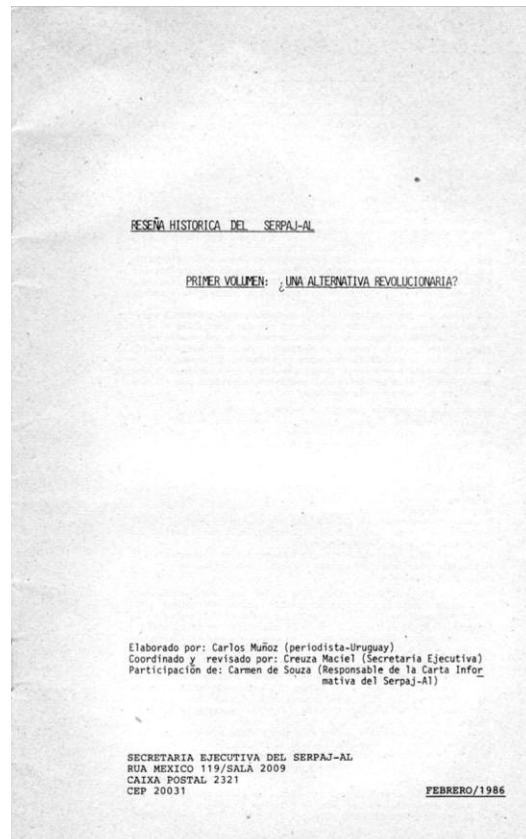 RESEÑA HISTORICA DEL SERPAJ-AL
PRIMER VOLUMEN: ¿UNA ALTERNATIVA REVOLUCIONARIA?
Elaborado por: Carlos Muñoz (periodista-Uruguay)
Coordinado y revisado por: Creuza Maciel (Secretaria Ejecutiva)
Participación de: Carmen de Souza (Responsable de la Carta Infor
mativa del Serpaj-Al)
SECRETARIA EJECUTIVA DEL SERPAJ-AL
RUA MEXICO 119/SALA 2009
CAIXA POSTAL 2321
CEP 20031
FEBRERO/1986